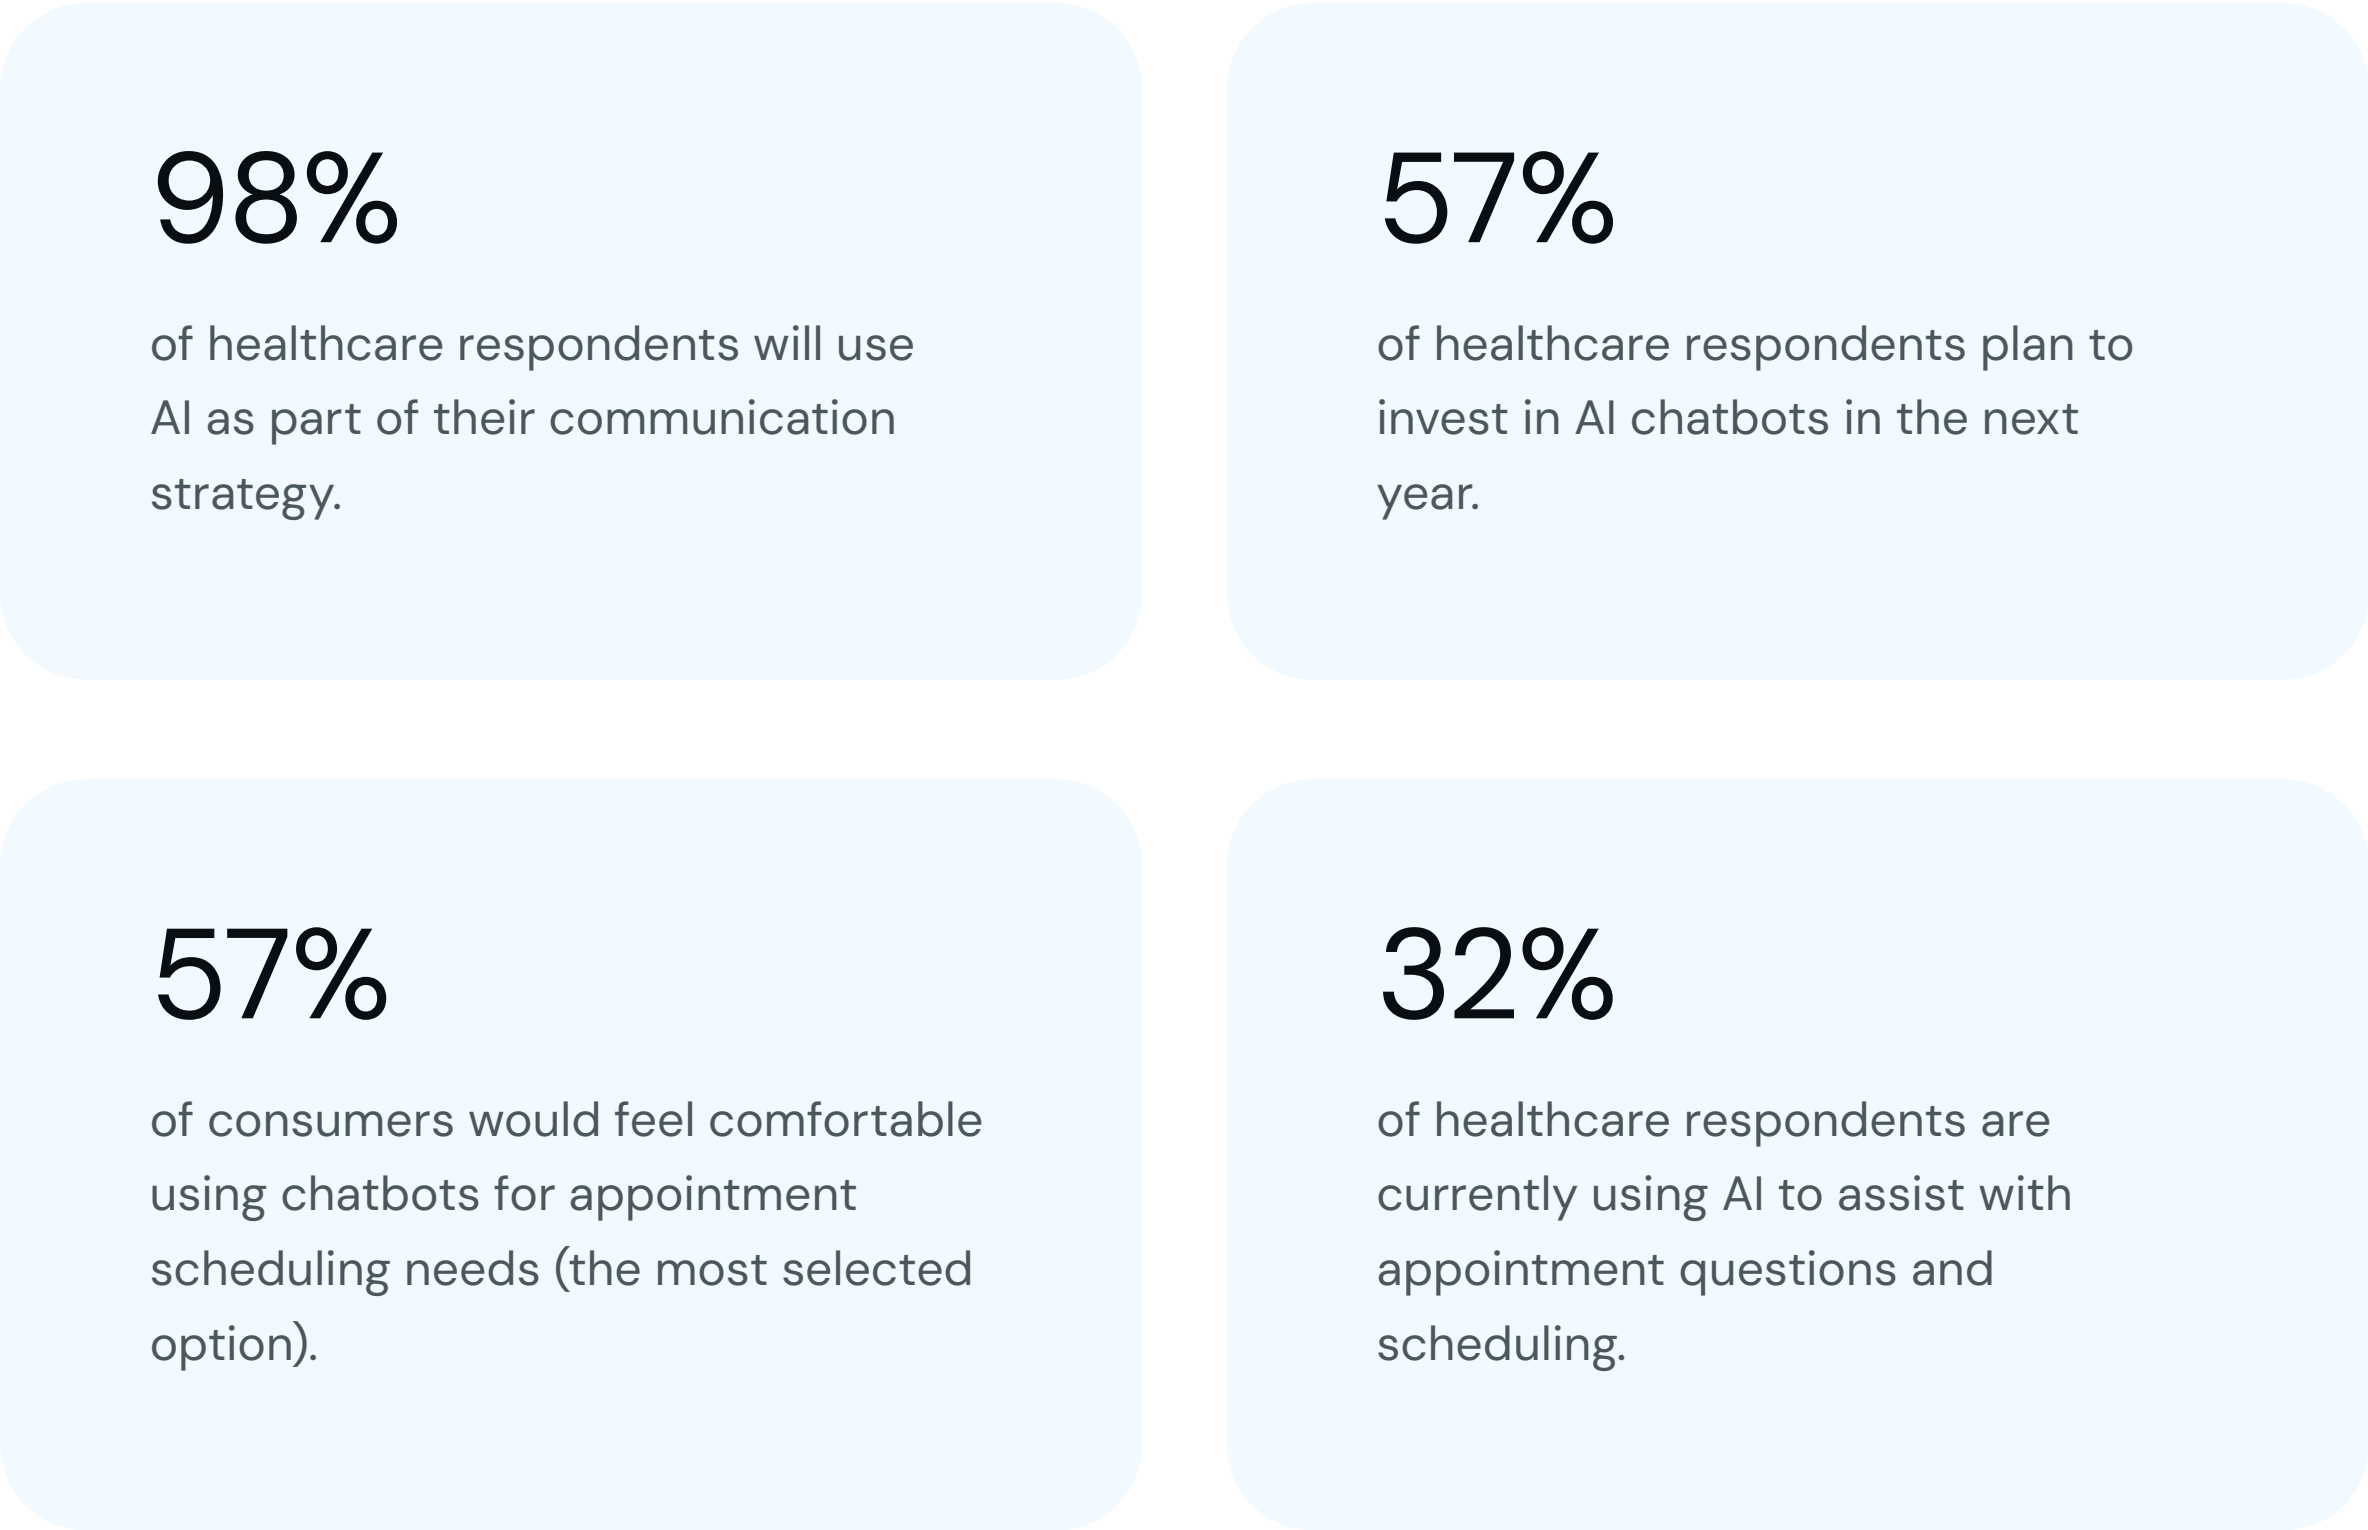 98%
of healthcare respondents will use
AI as part of their communication
strategy.
57%
of healthcare respondents plan to
invest in AI chatbots in the next
year.
57%
of consumers would feel comfortable
using chatbots for appointment
scheduling needs (the most selected
option).
32%
of healthcare respondents are
currently using AI to assist with
appointment questions and
scheduling.